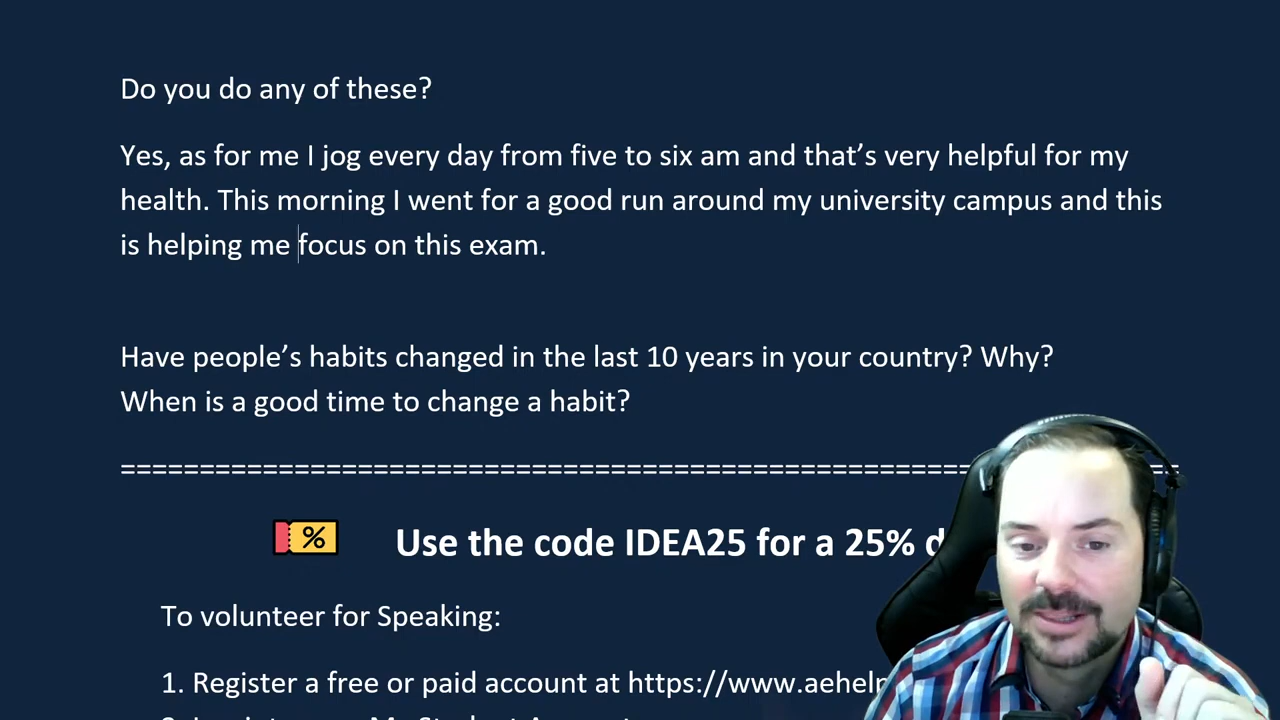 Do you do any of these?
Yes, as for me I jog every day from five to six am and that's very helpful for my
health. This morning I went for a good run around my university campus and this
is helping me focus on this exam.
Have people's habits changed in the last 10 years in your country? Why?
When is a good time to change a habit?
==================================================================
% Use the code IDEA25 for a 25%
To volunteer for Speaking:
1. Register a free or paid account at https://www.aehelp